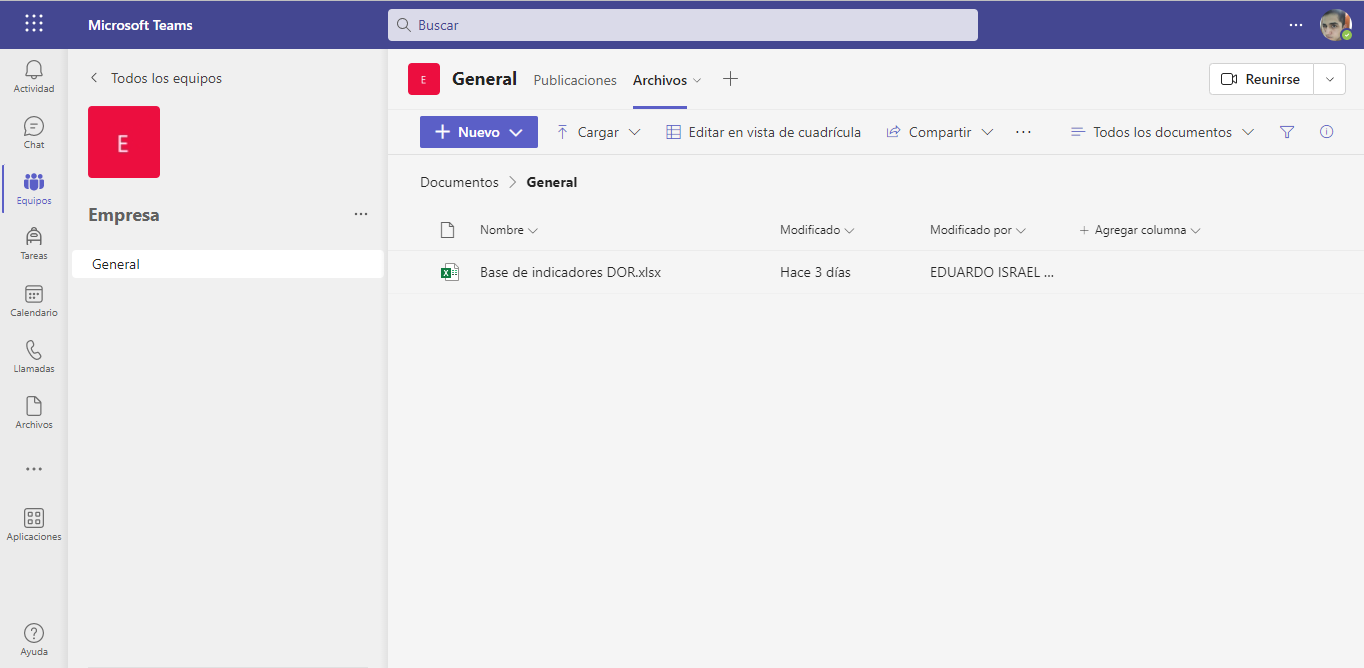 Microsoft Teams
Buscar
Actividad
Chat
Equipos
Tareas
Calendario
Llamadas
Archivos
Aplicaciones
Ayuda
Todos los equipos
E
Empresa
General
E General Publicaciones Archivos Reunirse
Nuevo Cargar Editar en vista de cuadrícula Compartir Todos los documentos
Documentos General
Nombre Modificado Modificado por Agregar columna
Base de indicadores DOR.xlsx Hace 3 días EDUARDO ISRAEL ...